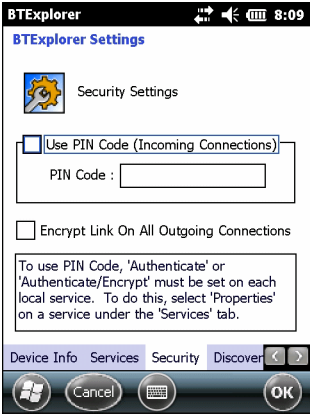 BTExplorer 8:09
BTExplorer Settings
Security Settings
Use PIN Code (Incoming Connections)
PIN Code :
Encrypt Link On All Outgoing Connections
To use PIN Code, 'Authenticate' or
'Authenticate/Encrypt' must be set on each
local service. To do this, select 'Properties'
on a service under the 'Services' tab.
Device Info Services Security Discover
Cancel OK